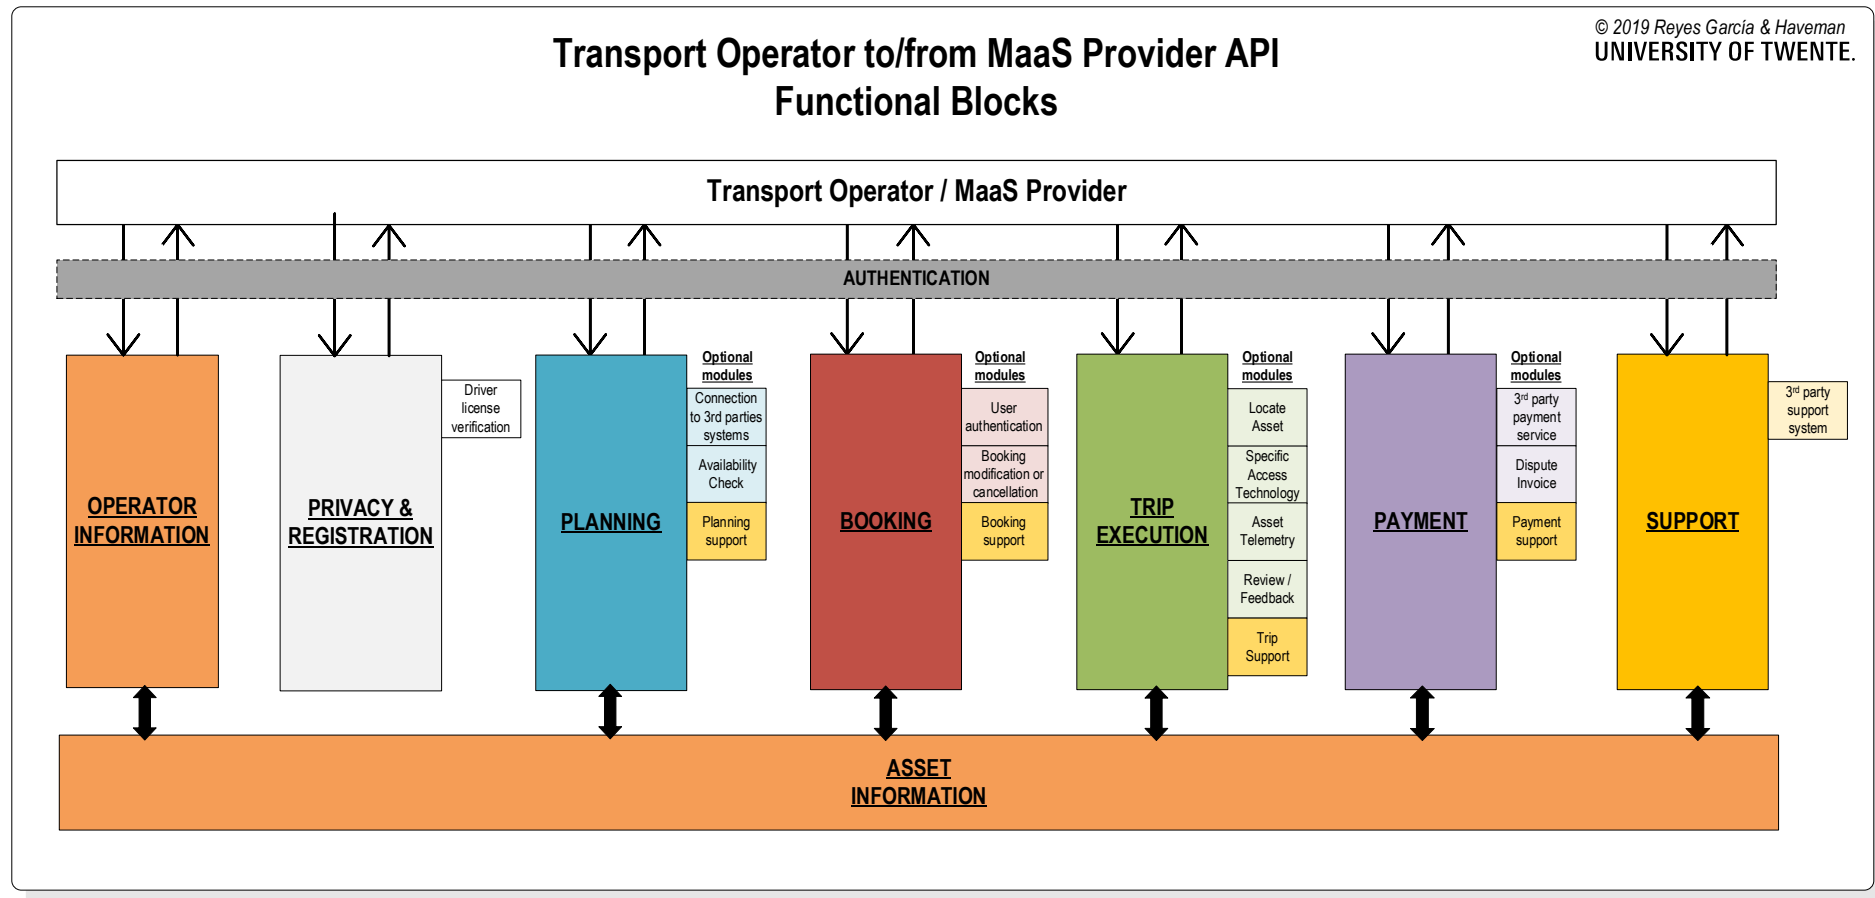 © 2019 Reyes García & Haveman
UNIVERSITY OF TWENTE.
Transport Operator to/from MaaS Provider API
Functional Blocks
Transport Operator / MaaS Provider
AUTHENTICATION
OPERATOR
INFORMATION
PRIVACY &
REGISTRATION
Driver
license
verification
PLANNING
Optional
modules
Connection
to 3rd parties
systems
Availability
Check
Planning
support
BOOKING
Optional
modules
User
authentication
Booking
modification or
cancellation
Booking
support
TRIP
EXECUTION
Optional
modules
Locate
Asset
Specific
Access
Technology
Asset
Telemetry
Review /
Feedback
Trip
Support
PAYMENT
Optional
modules
3rd party
payment
service
Dispute
Invoice
Payment
support
SUPPORT
3rd party
support
system
ASSET
INFORMATION